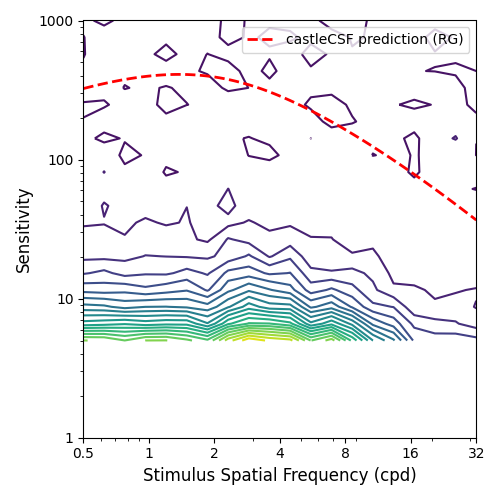 1000
castleCSF prediction (RG)
100
10
1
Sensitivity
0.5 1 2 4 8 16 32
Stimulus Spatial Frequency (cpd)